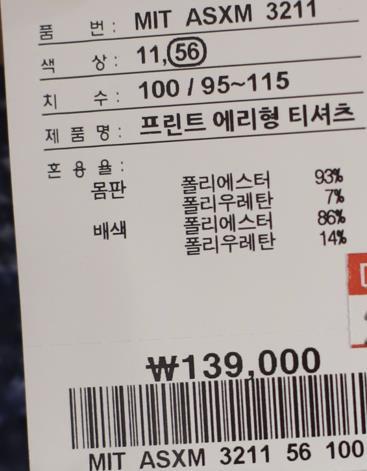 품 번: MIT ASXM 3211
색 상: 11,56
치 수: 100 / 95~115
제품명: 프린트 에리형 티셔츠
혼용율:
몸판 폴리에스터 93%
폴리우레탄 7%
배색 폴리에스터 86%
폴리우레탄 14%
₩139,000
MIT ASXM 3211 56 100